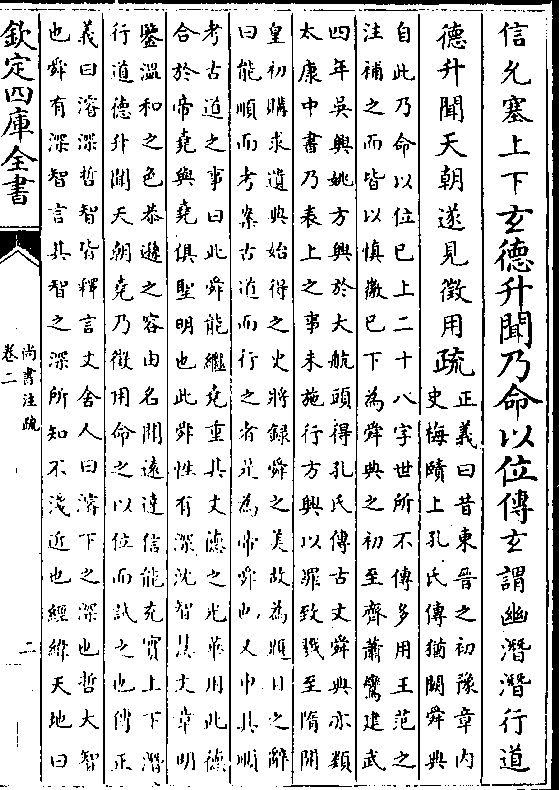 信允塞上下玄德升聞乃命以位傳玄謂幽潛潛行道
德升聞天朝遂見徵用疏
正義曰昔東晉之初豫章内
史梅賾上孔氏傳猶闕舜典
自此乃命以位已上二十八字世所不傳多用王范之
注補之而皆以慎徽已下為舜典之初至齊蕭鸞建武
四年吳興姚方興於大航頭得孔氏傳古文舜典亦類
太康中書乃表上之事未施行方興以罪致戮至隋開
皇初購求遺典始得之史將録舜之美故為題目之辭
曰能順而考案古道而行之者是為帝舜也又申其順
考古道之事曰此舜能繼堯重其文德之光華用此德
合於帝堯與堯俱聖明也此舜性有深沈智慧文章明
鑒溫和之色恭遜之容由名聞遠達信能充實上下潛
行道德升聞天朝堯乃徵用命之以位而試之也傳正
義曰濬深哲智皆釋言文舍人曰濬下之深也哲大智
也舜有深智言其智之深所知不淺近也經緯天地曰
欽定四庫全書
尚書注疏
卷二
二